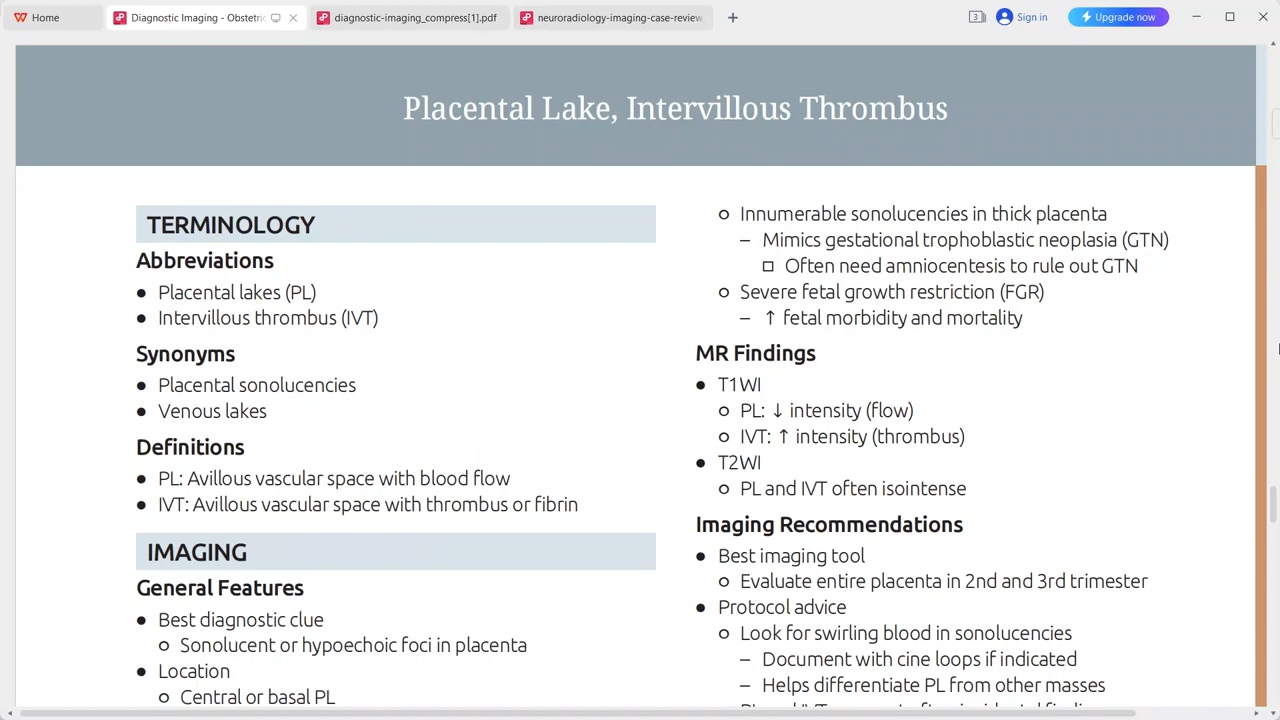 Home
Diagnostic Imaging - Obstetric
diagnostic-imaging_compress[1].pdf
neuroradiology-imaging-case-review
3
Sign in
Upgrade now
Placental Lake, Intervillous Thrombus
TERMINOLOGY
Abbreviations
● Placental lakes (PL)
● Intervillous thrombus (IVT)
Synonyms
● Placental sonolucencies
● Venous lakes
Definitions
● PL: Avillous vascular space with blood flow
● IVT: Avillous vascular space with thrombus or fibrin
IMAGING
General Features
● Best diagnostic clue
○ Sonolucent or hypoechoic foci in placenta
● Location
○ Central or basal PL
○ Innumerable sonolucencies in thick placenta
– Mimics gestational trophoblastic neoplasia (GTN)
□ Often need amniocentesis to rule out GTN
○ Severe fetal growth restriction (FGR)
– ↑ fetal morbidity and mortality
MR Findings
● T1WI
○ PL: ↓ intensity (flow)
○ IVT: ↑ intensity (thrombus)
● T2WI
○ PL and IVT often isointense
Imaging Recommendations
● Best imaging tool
○ Evaluate entire placenta in 2nd and 3rd trimester
● Protocol advice
○ Look for swirling blood in sonolucencies
– Document with cine loops if indicated
– Helps differentiate PL from other masses